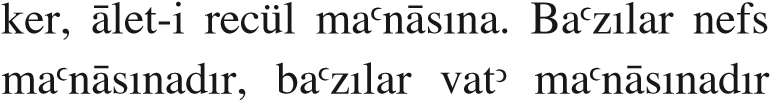 ker, ālet-i recül maʿnāsına. Baʿzılar nefs
maʿnāsınadır, baʿzılar vatʾ maʿnāsınadır